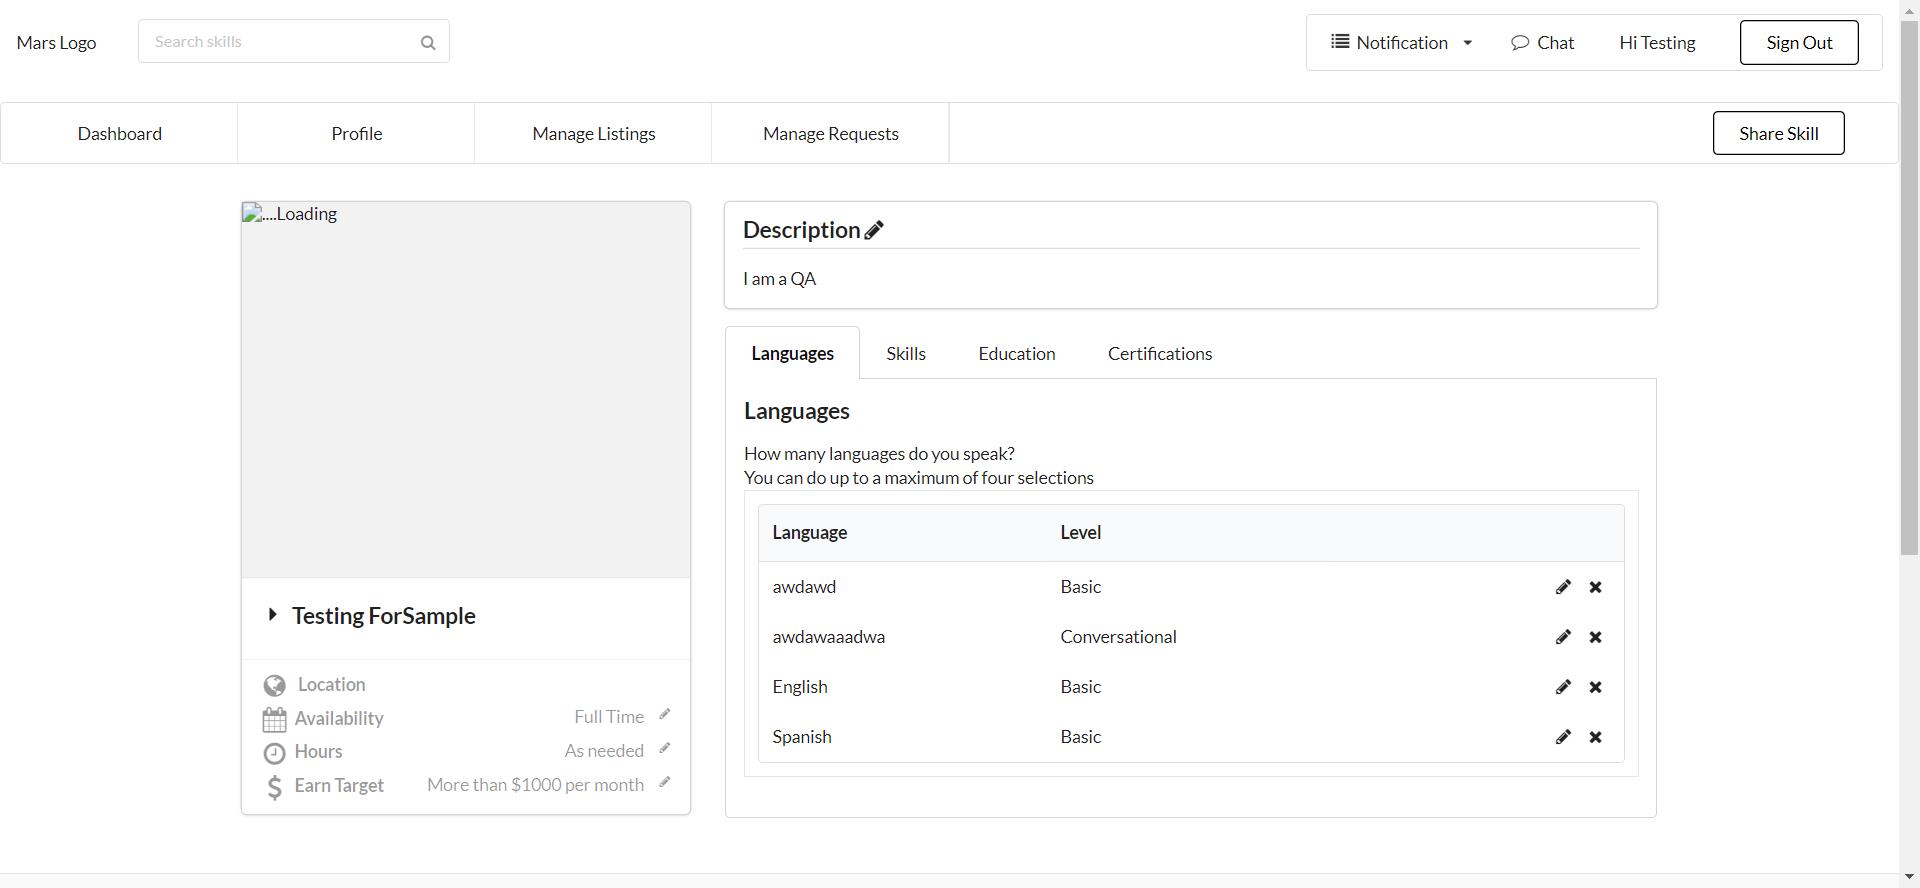 Mars Logo
Search skills
Notification
Chat
Hi Testing
Sign Out
Dashboard
Profile
Manage Listings
Manage Requests
Share Skill
....Loading
Testing ForSample
Location
Availability Full Time
Hours As needed
Earn Target More than $1000 per month
Description
I am a QA
Languages Skills Education Certifications
Languages
How many languages do you speak?
You can do up to a maximum of four selections
Language Level
awdawd Basic
awdawaaadwa Conversational
English Basic
Spanish Basic